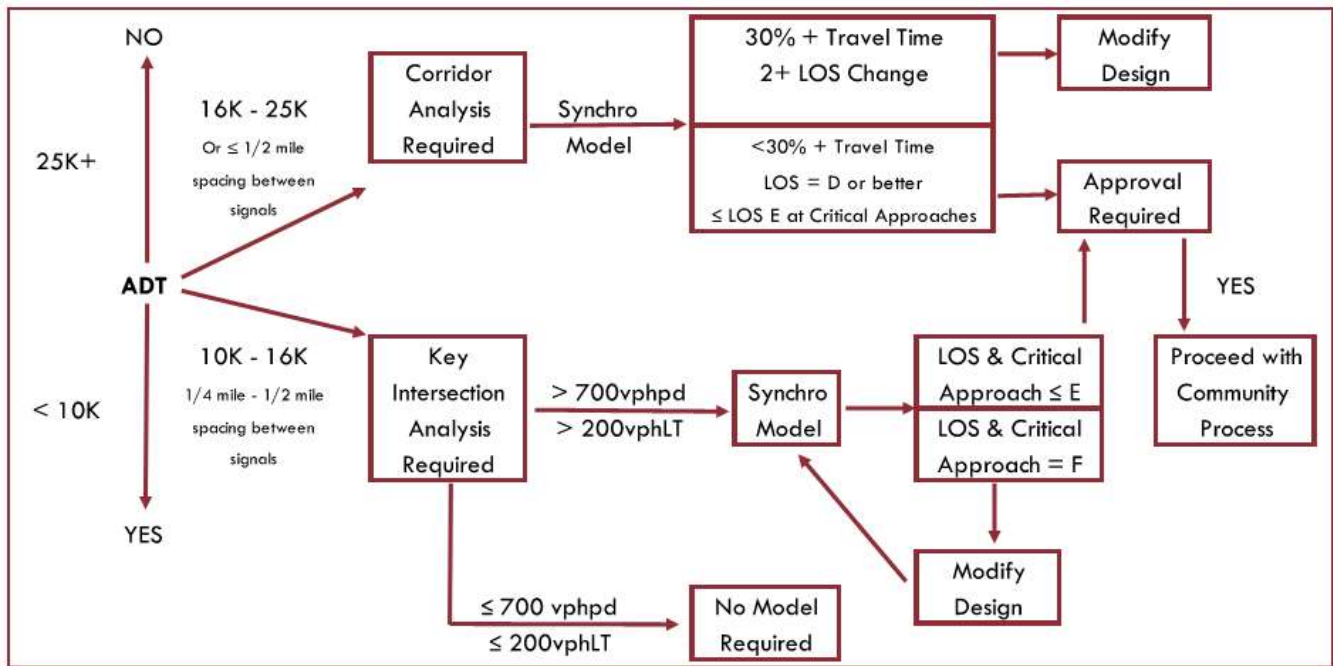 NO
25K+
ADT
< 10K
YES
16K - 25K
Or ≤ 1/2 mile
spacing between
signals
Corridor
Analysis
Required
Synchro
Model
30% + Travel Time
2+ LOS Change
<30% + Travel Time
LOS = D or better
≤ LOS E at Critical Approaches
Modify
Design
Approval
Required
YES
Proceed with
Community
Process
10K - 16K
1/4 mile - 1/2 mile
spacing between
signals
Key
Intersection
Analysis
Required
> 700vphpd
> 200vphLT
Synchro
Model
LOS & Critical
Approach ≤ E
LOS & Critical
Approach = F
Modify
Design
≤ 700 vphpd
≤ 200vphLT
No Model
Required